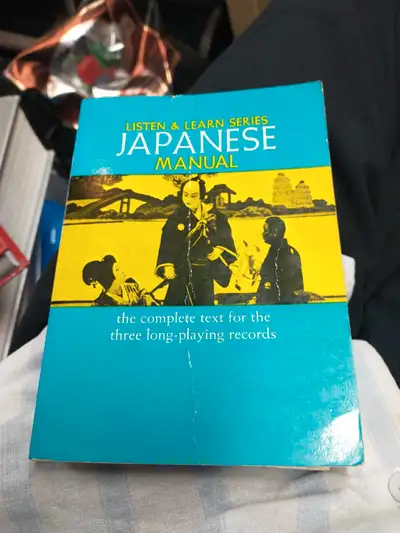 LISTEN & LEARN SERIES
JAPANESE
MANUAL
the complete text for the
three long-playing records